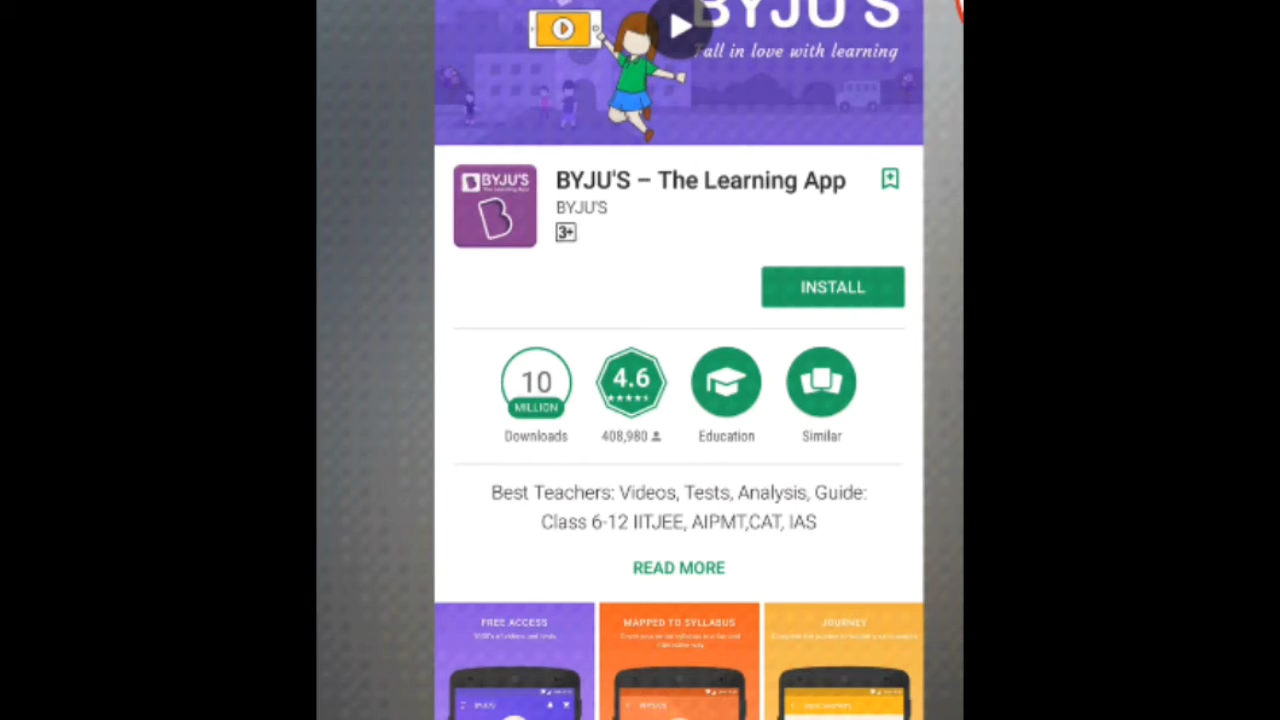 BYJU'S
Fall in love with learning
BYJU'S
The Learning App
BYJU'S – The Learning App
BYJU'S
3+
INSTALL
10
MILLION
4.6
Downloads
408,980
Education
Similar
Best Teachers: Videos, Tests, Analysis, Guide:
Class 6-12 IITJEE, AIPMT,CAT, IAS
READ MORE
FREE ACCESS
MAPPED TO SYLLABUS
JOURNEY
BYJU'S